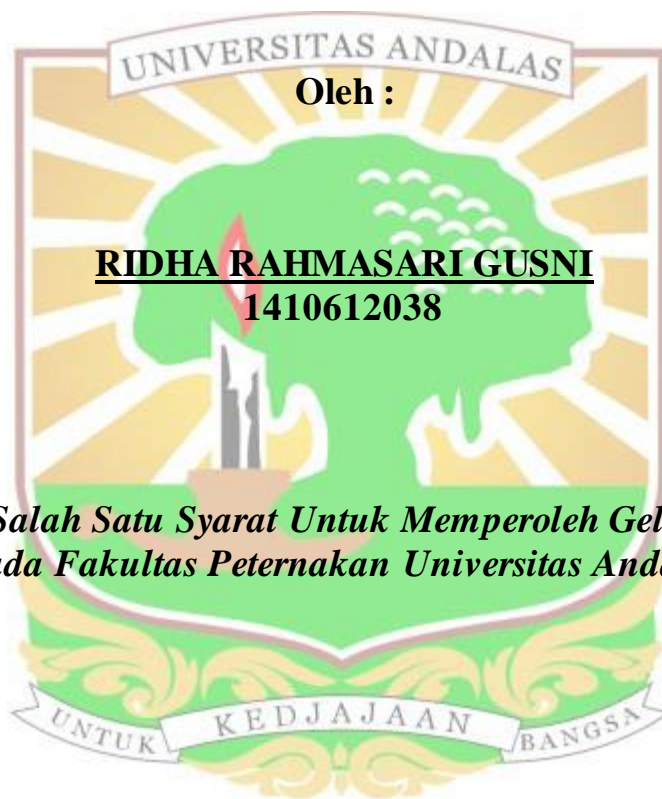 UNIVERSITAS ANDALAS
Oleh :
RIDHA RAHMASARI GUSNI
1410612038
Salah Satu Syarat Untuk Memperoleh Gel
da Fakultas Peternakan Universitas Anda
UNTUK KEDJAJAAN BANGSA